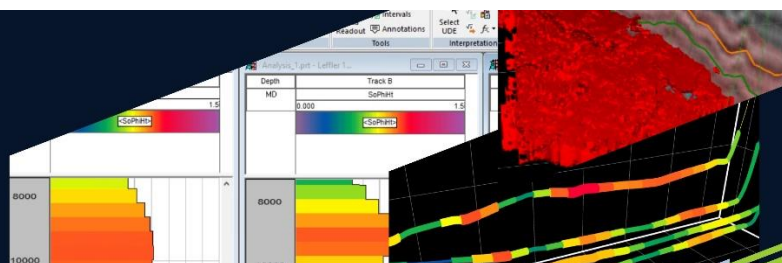 Intervals
Readout Annotations
Select
UDE
Tools
Interpretation
Analysis_1.prt - Leffler 1...
Depth
Track B
MD
SoPhiHt
1.5
0.000
1.5
<SoPhiHt>
<SoPhiHt>
8000
8000
10000